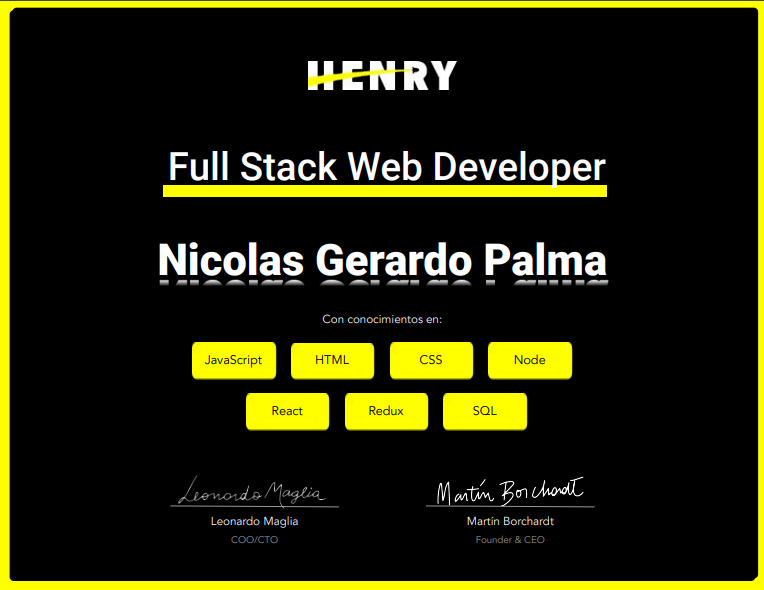 HENRY
Full Stack Web Developer
Nicolas Gerardo Palma
Con conocimientos en:
JavaScript HTML CSS Node
React Redux SQL
Leonardo Maglia Martín Borchardt
Leonardo Maglia Martín Borchardt
COO/CTO Founder & CEO